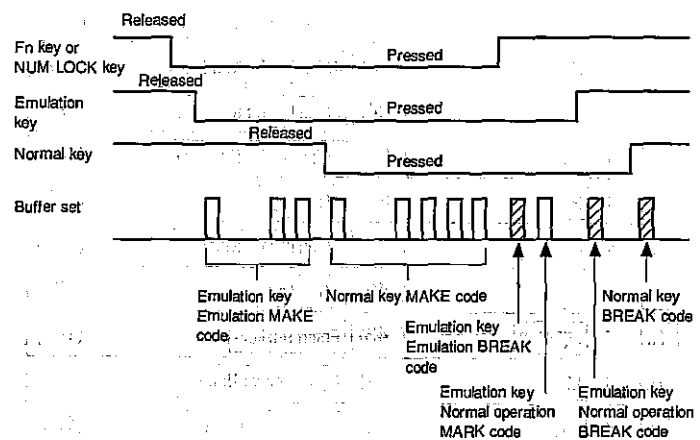 Released
Fn key or
NUM LOCK key
Pressed
Released
Emulation
key
Pressed
Released
Normal key
Pressed
Buffer set
Emulation key
Emulation MAKE
code
Normal key MAKE code
Emulation key
Emulation BREAK
code
Normal key
BREAK code
Emulation key
Normal operation
MARK code
Emulation key
Normal operation
BREAK code